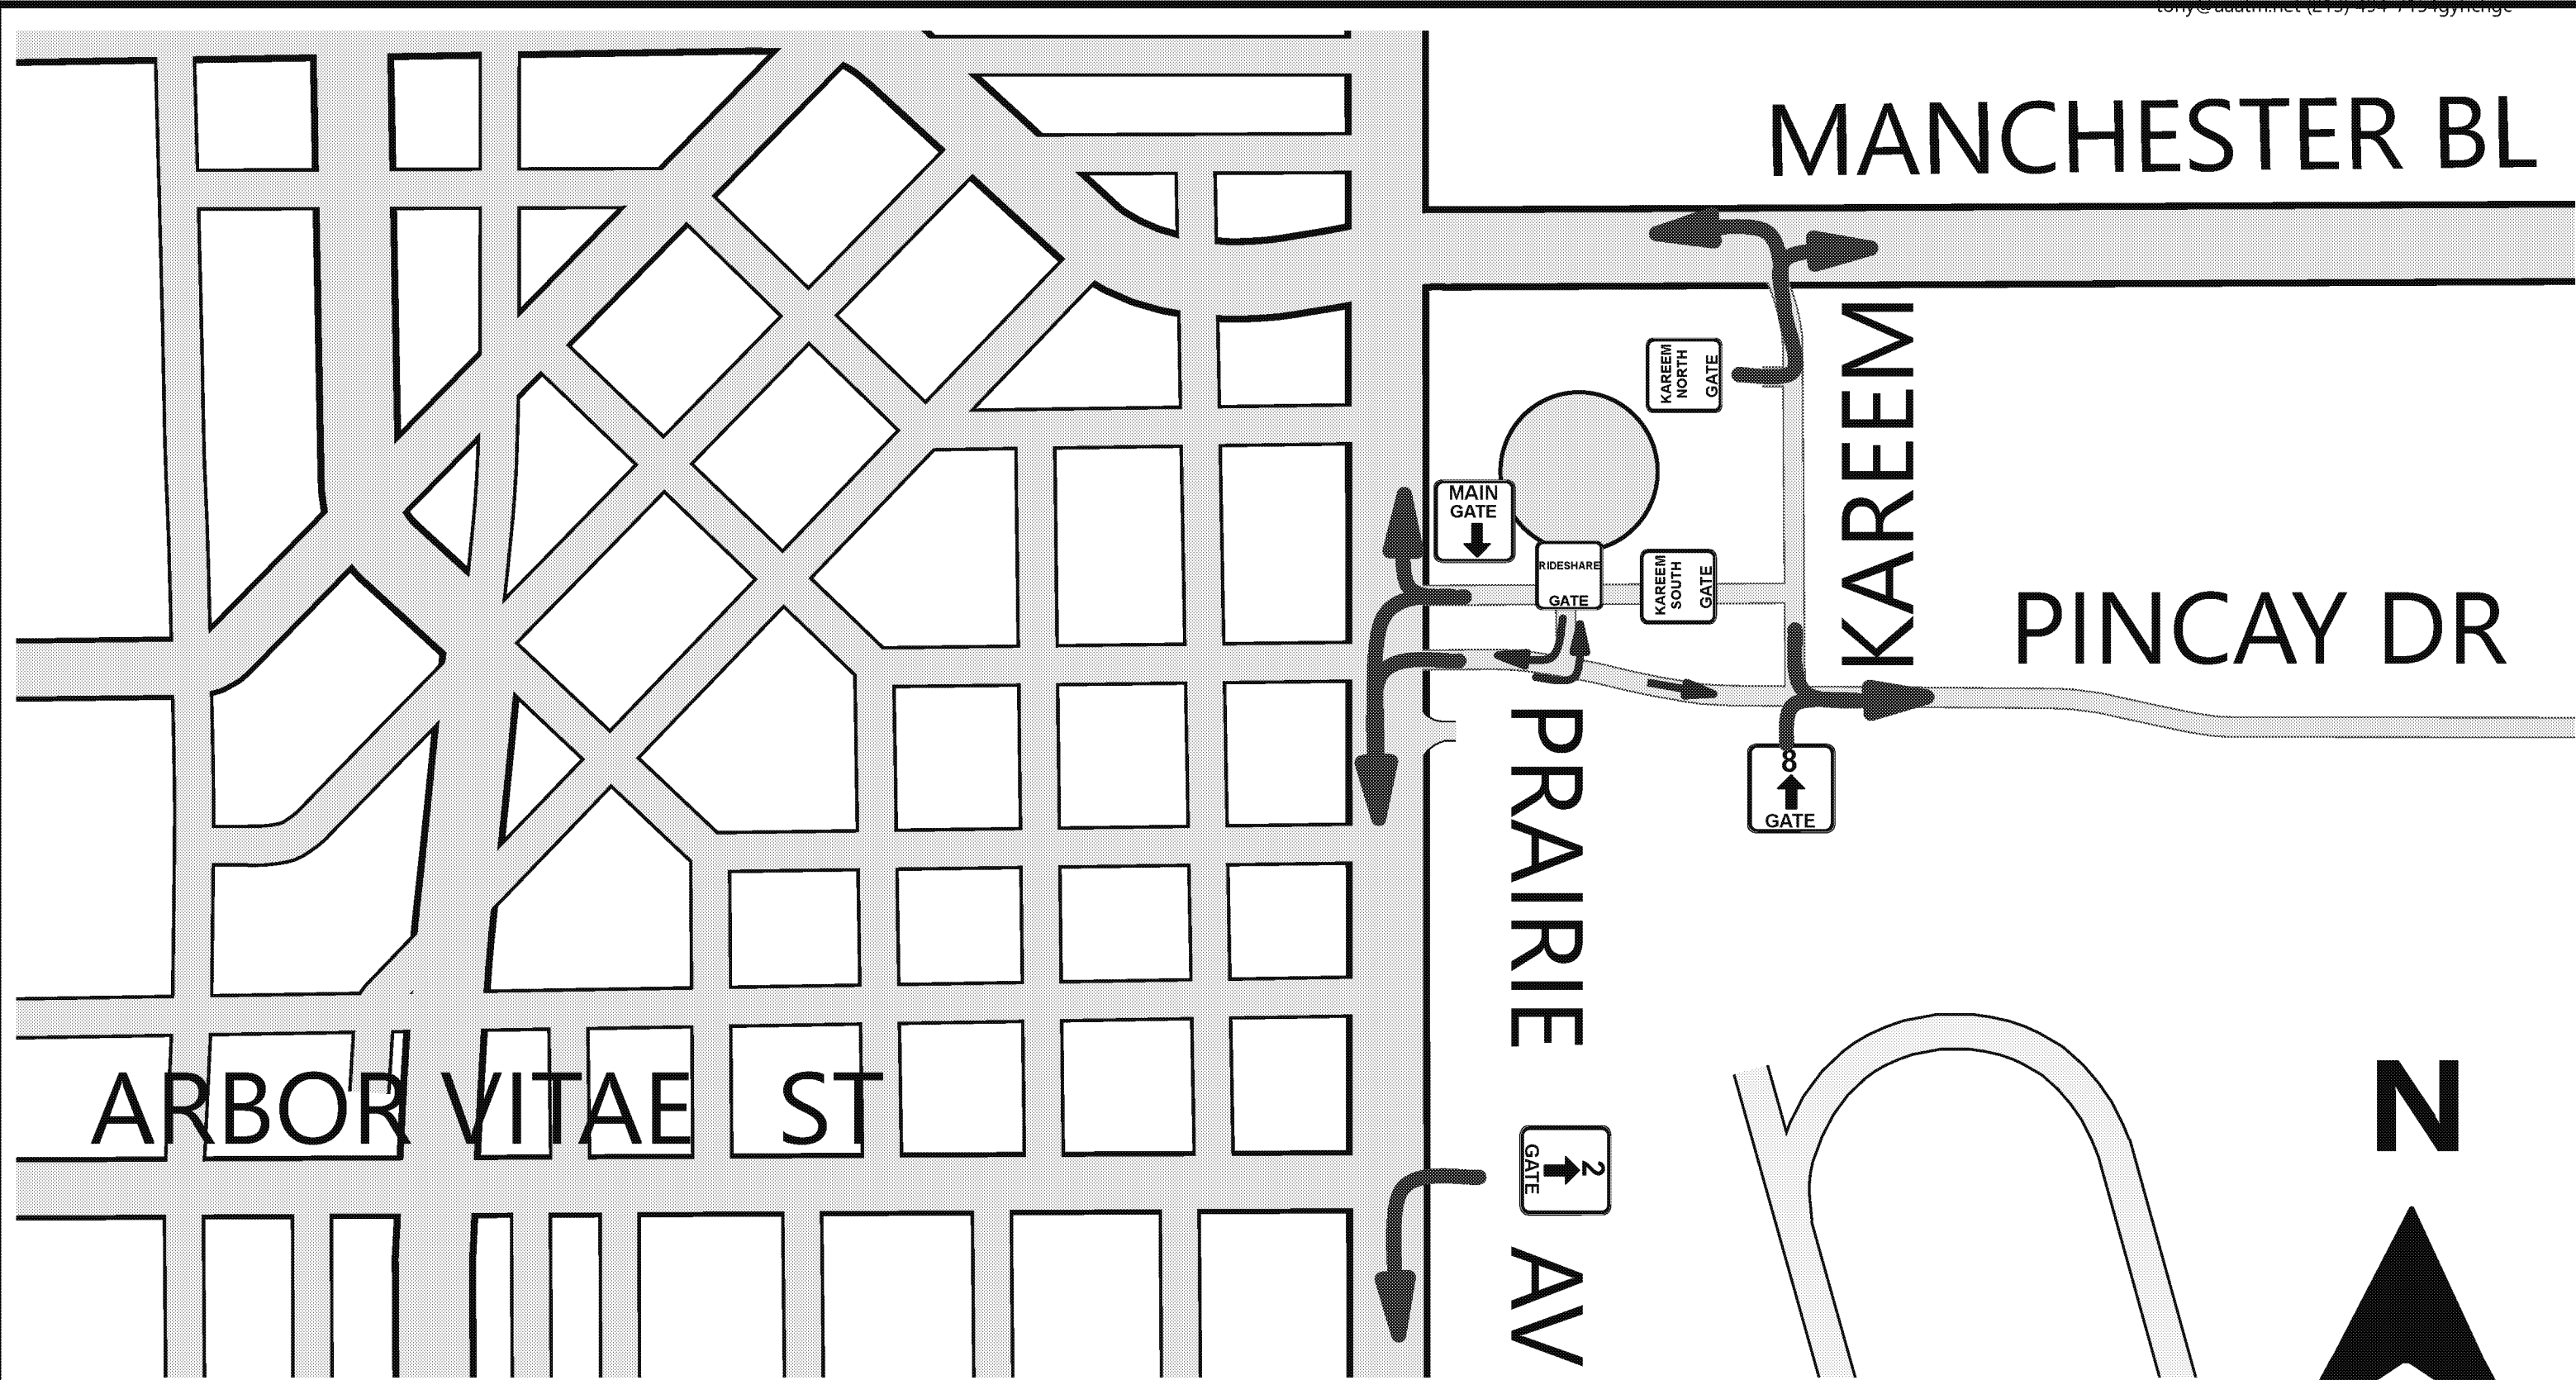 MANCHESTER BL
KAREEM
NORTH
GATE
KAREEM
MAIN
GATE
RIDESHARE
GATE
KAREEM
SOUTH
GATE
PINCAY DR
PRAIRIE AV
8
GATE
ARBOR VITAE ST
2
GATE
N